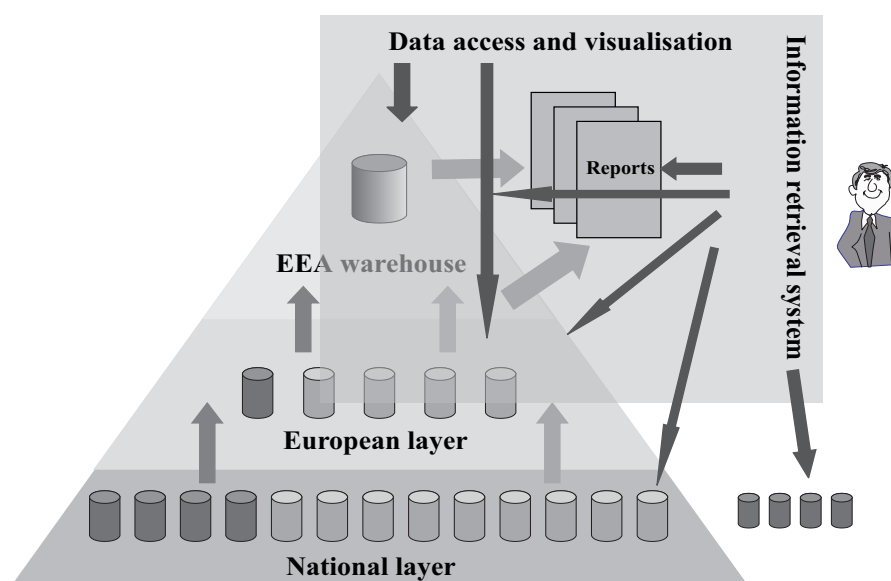 Data access and visualisation
Information retrieval system
Reports
EEA warehouse
European layer
National layer